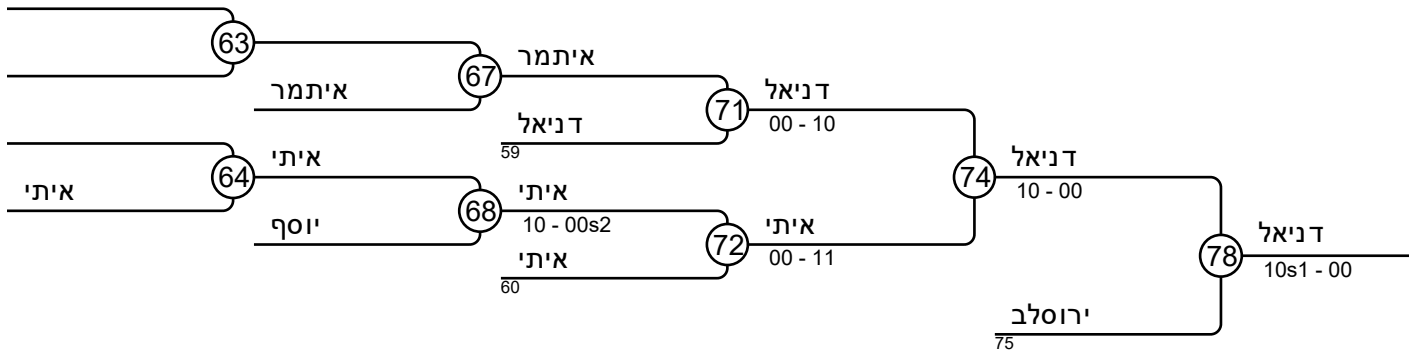 63
איתמר
67
איתמר
דניאל
59
71
דניאל
00 - 10
איתי
64
איתי
יוסף
68
איתי
10 - 00s2
איתי
60
72
איתי
00 - 11
74
דניאל
10 - 00
ירוסלב
75
78
דניאל
10s1 - 00